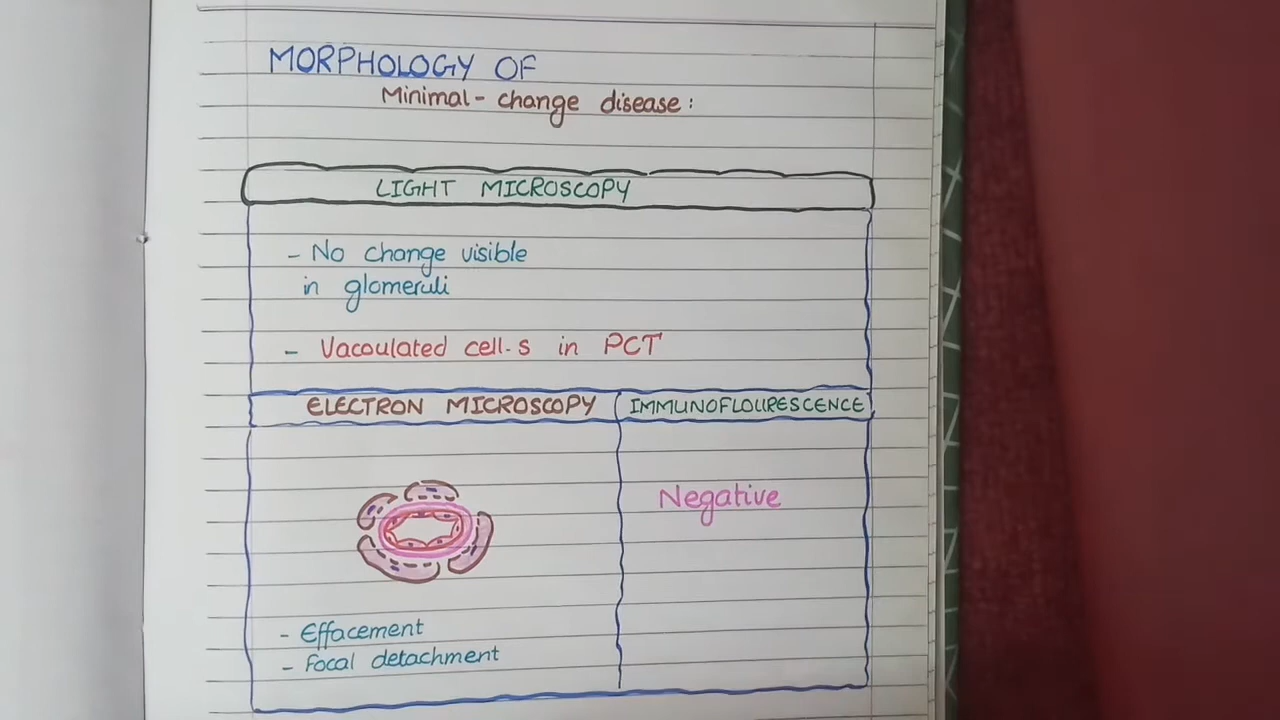 MORPHOLOGY OF
Minimal-change disease:
LIGHT MICROSCOPY
- No change visible
in glomeruli
- Vacoulated cell-s in PCT
ELECTRON MICROSCOPY
IMMUNOFLOURESCENCE
Negative
- Effacement
- Focal detachment